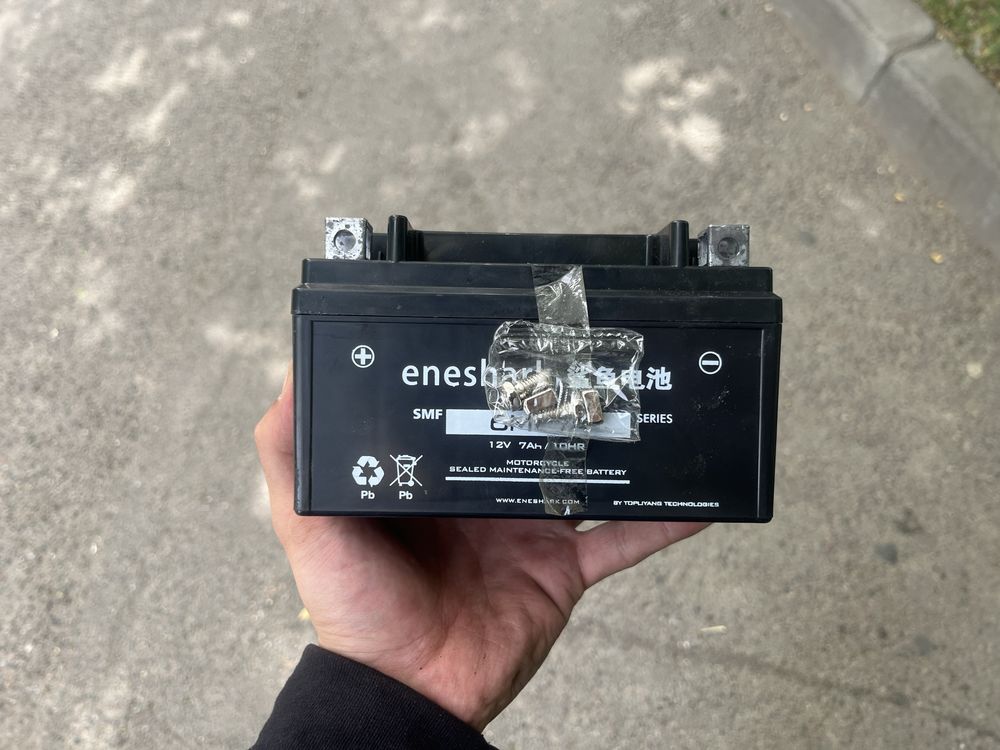 鱼电池
SMF SERIES
12V 7Ah / 10HR
MOTORCYCLE
SEALED MAINTENANCE-FREE BATTERY
Pb Pb
WWW.ENESHARK.COM BY TOPLIYANG TECHNOLOGIES